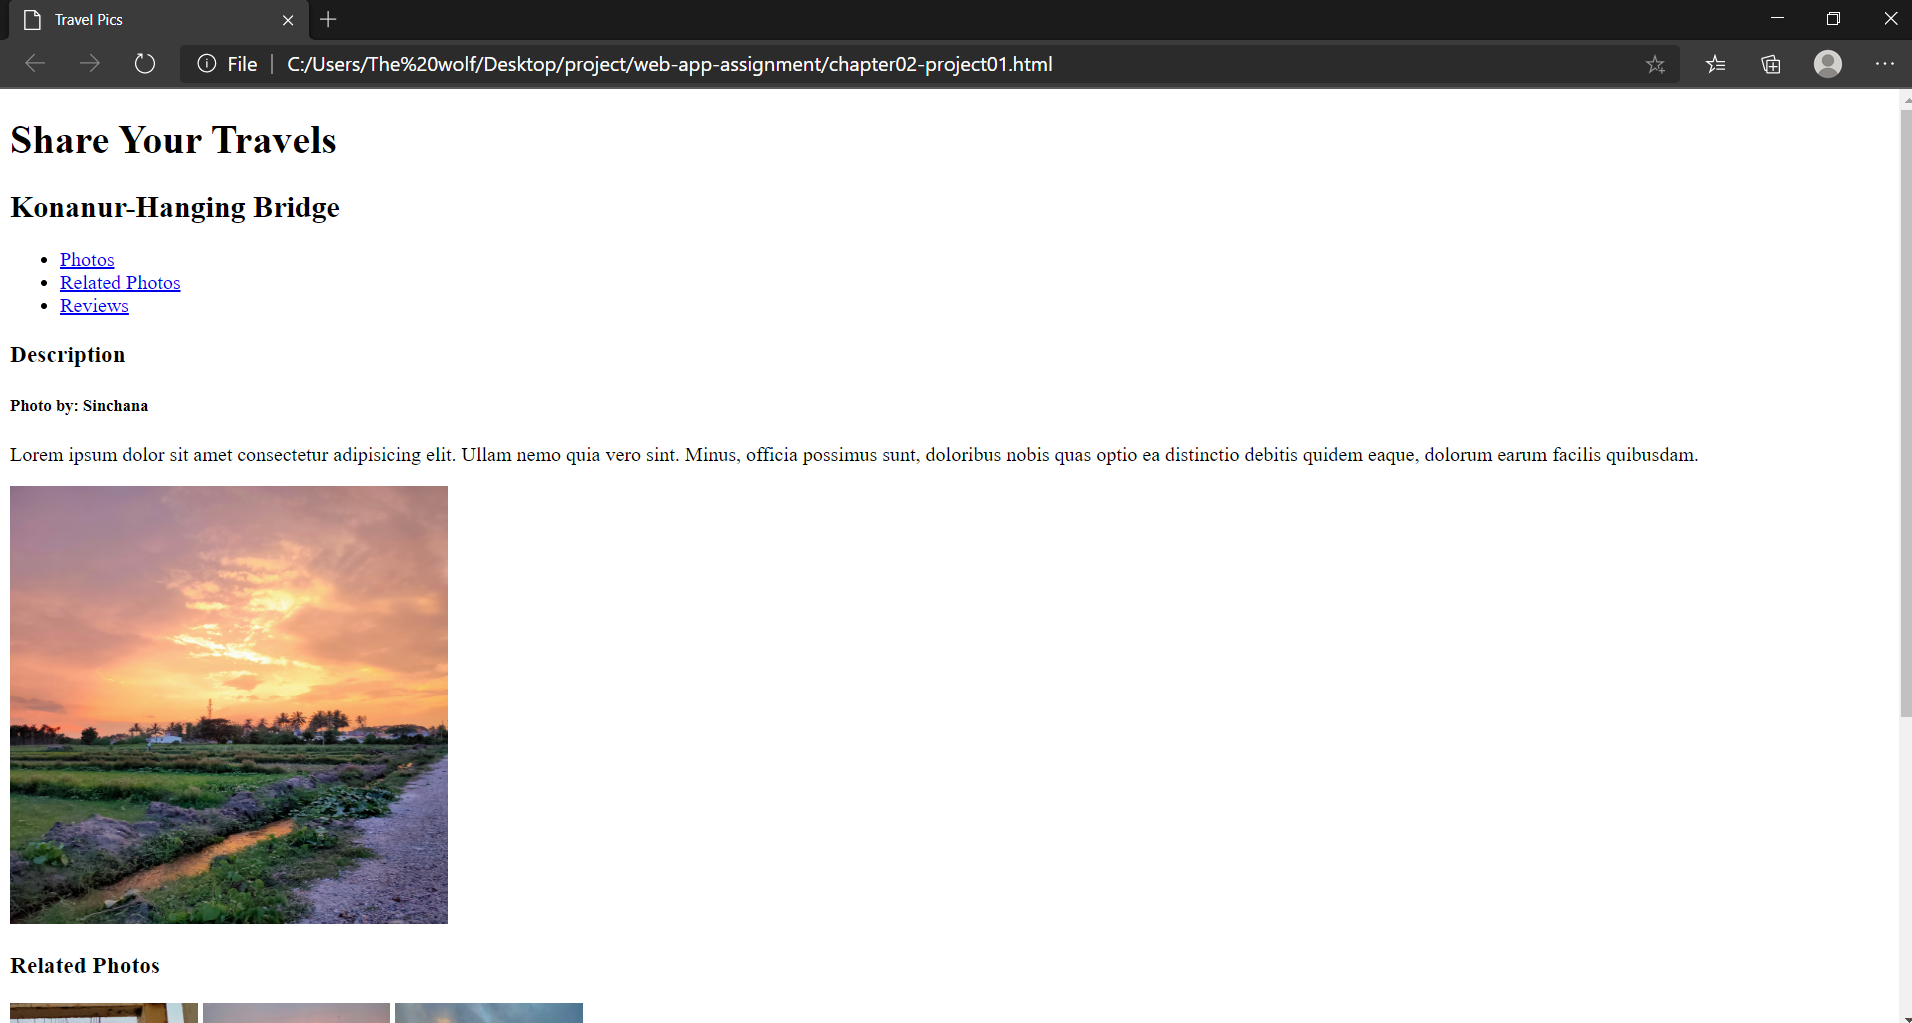 Travel Pics
File | C:/Users/The%20wolf/Desktop/project/web-app-assignment/chapter02-project01.html
Share Your Travels
Konanur-Hanging Bridge
Photos
Related Photos
Reviews
Description
Photo by: Sinchana
Lorem ipsum dolor sit amet consectetur adipisicing elit. Ullam nemo quia vero sint. Minus, officia possimus sunt, doloribus nobis quas optio ea distinctio debitis quidem eaque, dolorum earum facilis quibusdam.
Related Photos